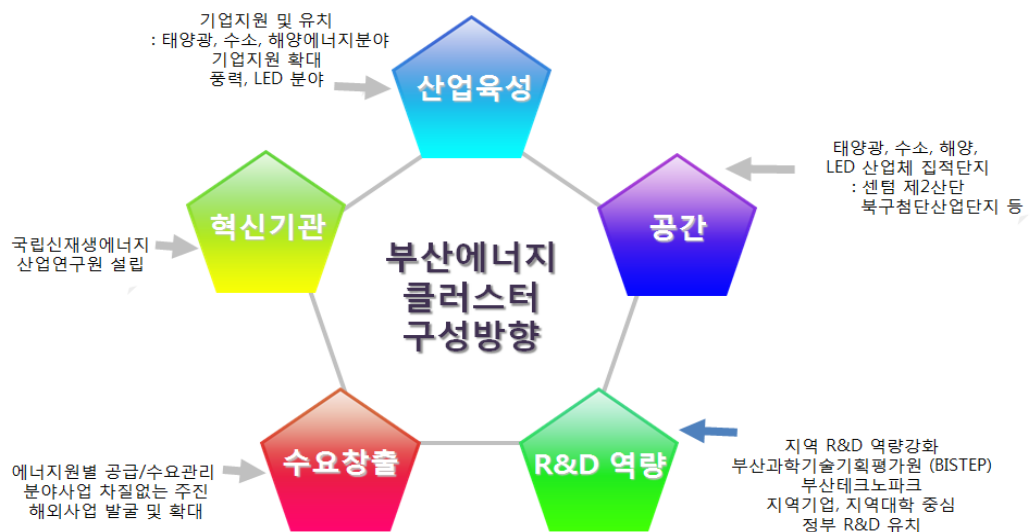 기업지원 및 유치
: 태양광, 수소, 해양에너지분야
기업지원 확대
풍력, LED 분야
산업육성
태양광, 수소, 해양,
LED 산업체 집적단지
: 센텀 제2산단
북구첨단산업단지 등
공간
혁신기관
국립신재생에너지
산업연구원 설립
부산에너지
클러스터
구성방향
수요창출
에너지원별 공급/수요관리
분야사업 차질없는 추진
해외사업 발굴 및 확대
R&D 역량
지역 R&D 역량강화
부산과학기술기획평가원 (BISTEP)
부산테크노파크
지역기업, 지역대학 중심
정부 R&D 유치